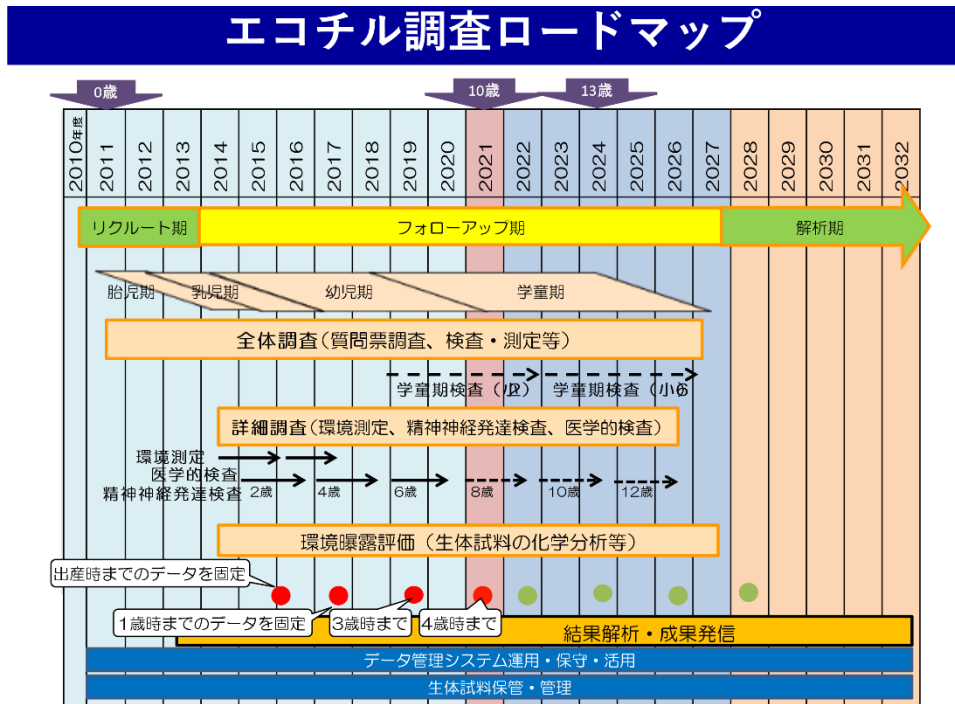 エコチル調査ロードマップ
0歳
10歳
13歳
2010年度
2011
2012
2013
2014
2015
2016
2017
2018
2019
2020
2021
2022
2023
2024
2025
2026
2027
2028
2029
2030
2031
2032
リクルート期
フォローアップ期
解析期
胎児期
乳児期
幼児期
学童期
全体調査(質問票調査、検査・測定等)
学童期検査(小2)
学童期検査(小6)
詳細調査(環境測定、精神神経発達検査、医学的検査)
環境測定
医学的検査
精神神経発達検査
2歳
4歳
6歳
8歳
10歳
12歳
環境曝露評価(生体試料の化学分析等)
出産時までのデータを固定
1歳時までのデータを固定
3歳時まで
4歳時まで
結果解析・成果発信
データ管理システム運用・保守・活用
生体試料保管・管理